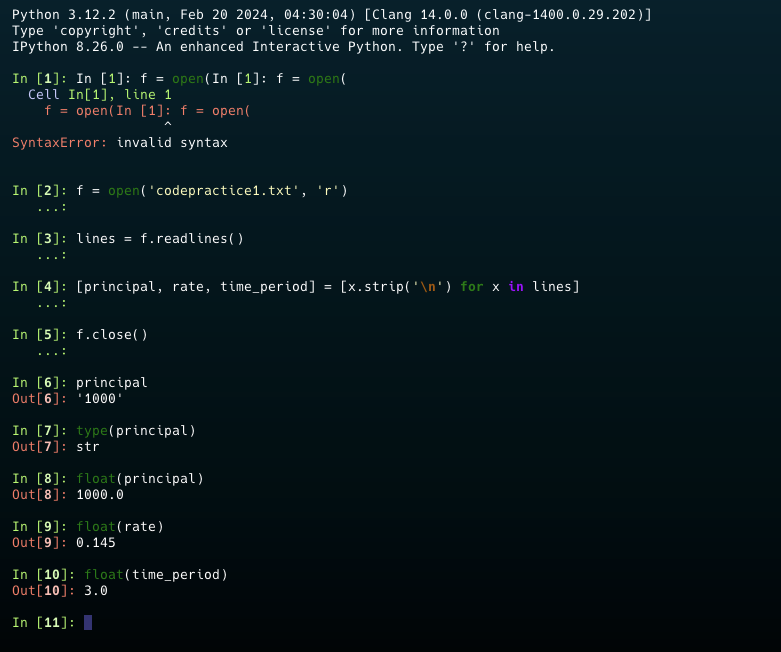 Python 3.12.2 (main, Feb 20 2024, 04:30:04) [Clang 14.0.0 (clang-1400.0.29.202)]
Type 'copyright', 'credits' or 'license' for more information
IPython 8.26.0 -- An enhanced Interactive Python. Type '?' for help.
In [1]: In [1]: f = open(In [1]: f = open(
  Cell In[1], line 1
    f = open(In [1]: f = open(
                   ^
SyntaxError: invalid syntax
In [2]: f = open('codepractice1.txt', 'r')
   ...:
In [3]: lines = f.readlines()
   ...:
In [4]: [principal, rate, time_period] = [x.strip('\n') for x in lines]
   ...:
In [5]: f.close()
   ...:
In [6]: principal
Out[6]: '1000'
In [7]: type(principal)
Out[7]: str
In [8]: float(principal)
Out[8]: 1000.0
In [9]: float(rate)
Out[9]: 0.145
In [10]: float(time_period)
Out[10]: 3.0
In [11]: